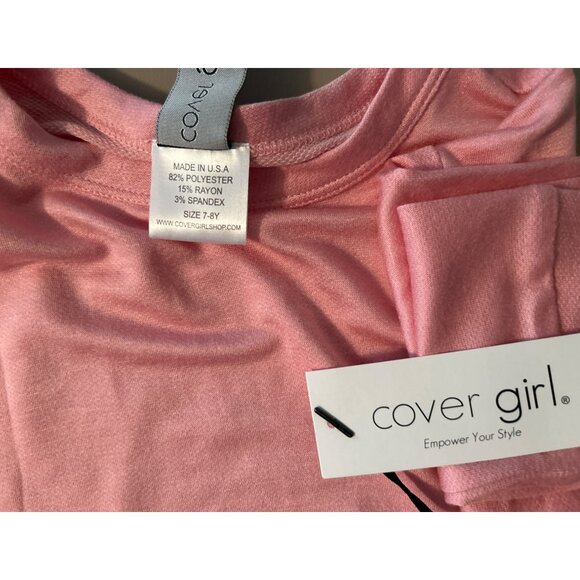 cover
MADE IN U.S.A
82% POLYESTER
15% RAYON
3% SPANDEX
SIZE 7-8Y
WWW.COVERGIRLSHOP.COM
cover girl®
Empower Your Style